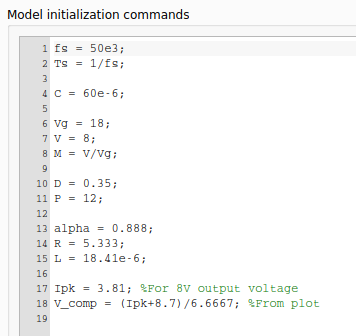 Model initialization commands
1 fs = 50e3;
2 Ts = 1/fs;
3
4 C = 60e-6;
5
6 Vg = 18;
7 V = 8;
8 M = V/Vg;
9
10 D = 0.35;
11 P = 12;
12
13 alpha = 0.888;
14 R = 5.333;
15 L = 18.41e-6;
16
17 Ipk = 3.81; %For 8V output voltage
18 V_comp = (Ipk+8.7)/6.6667; %From plot
19